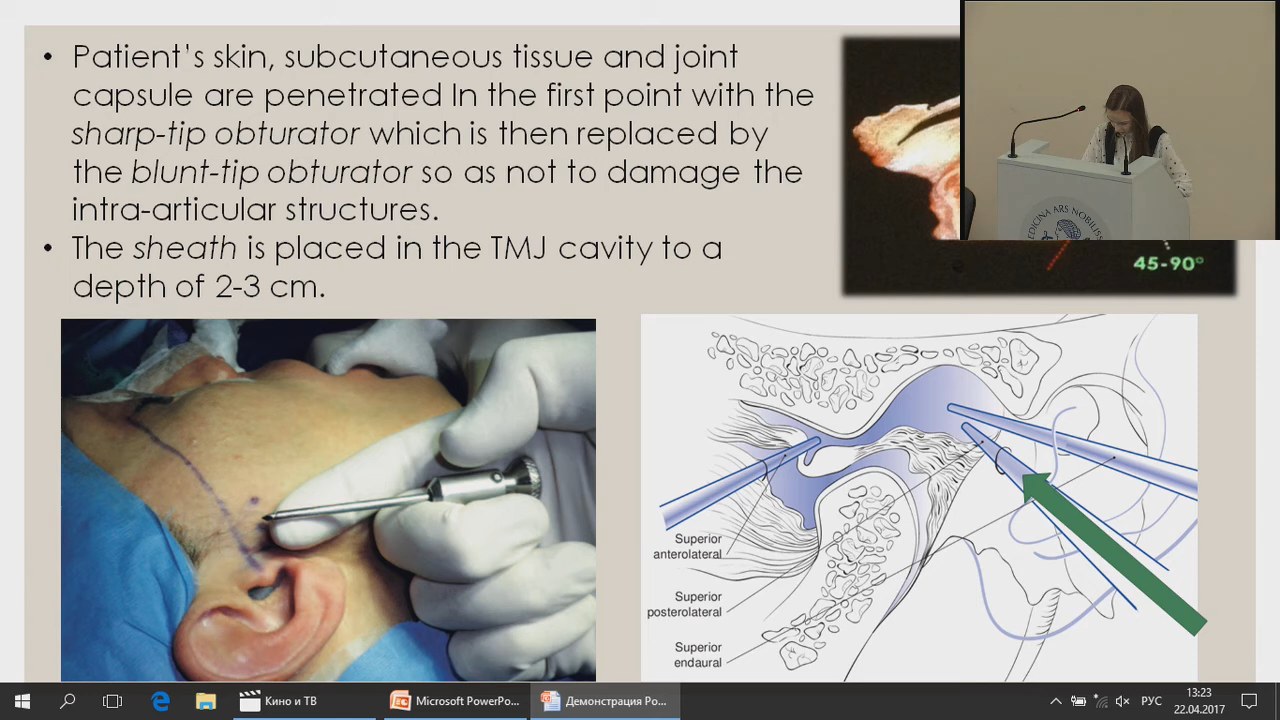 • Patient's skin, subcutaneous tissue and joint
capsule are penetrated In the first point with the
sharp-tip obturator which is then replaced by
the blunt-tip obturator so as not to damage the
intra-articular structures.
• The sheath is placed in the TMJ cavity to a
depth of 2-3 cm.
MEDICINA ARS NOBILISS
45-90°
Superior
anterolateral
Superior
posterolateral
Superior
endaural
Кино и ТВ
Microsoft PowerPo...
Демонстрация Po...
РУС
13:23
22.04.2017